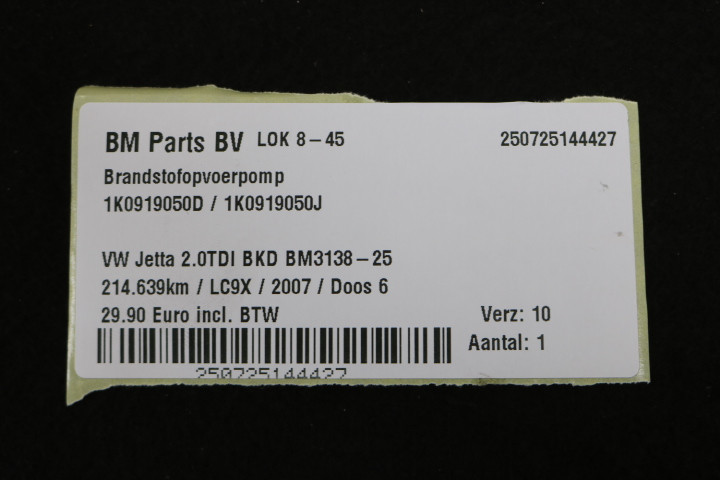 BM Parts BV LOK 8-45 250725144427
Brandstofopvoerpomp
1K0919050D / 1K0919050J
VW Jetta 2.0TDI BKD BM3138-25
214.639km / LC9X / 2007 / Doos 6
29.90 Euro incl. BTW Verz: 10
Aantal: 1
250725144427